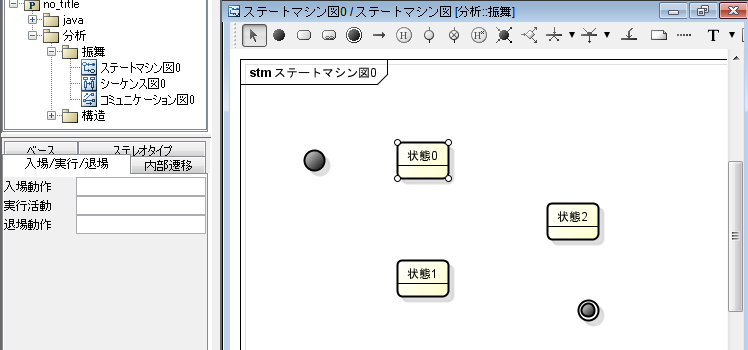 no_title
java
分析
振舞
ステートマシン図0
シーケンス図0
コミュニケーション図0
構造
ベース
ステレオタイプ
入場/実行/退場
内部遷移
入場動作
実行活動
退場動作
ステートマシン図0 / ステートマシン図 [分析::振舞]
H
H*
T
stm ステートマシン図0
状態0
状態2
状態1